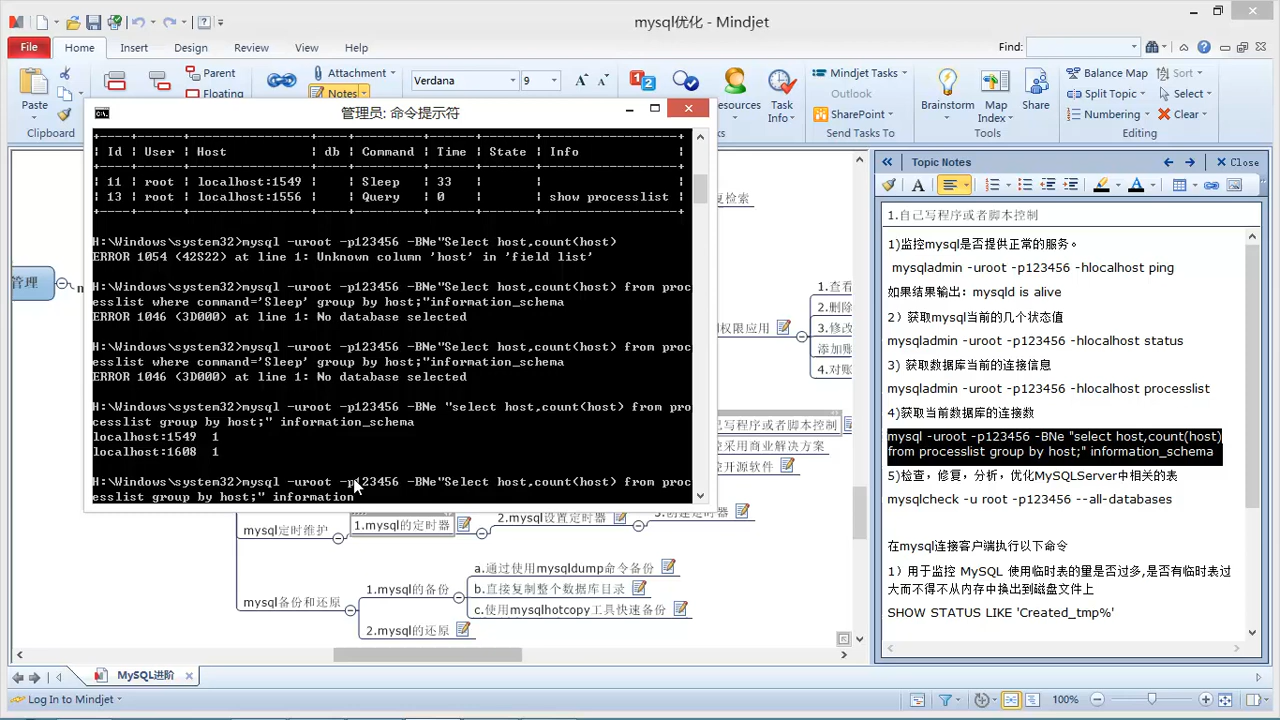 mysql优化 - Mindjet
File Home Insert Design Review View Help Find:
Parent Attachment Verdana 9 Mindjet Tasks Balance Map Sort
Outlook Split Topic Select
Paste Floating Notes Resources Task Info SharePoint Brainstorm Map Index Share Numbering Clear
Clipboard Send Tasks To Tools Editing
管理员: 命令提示符
Id User Host db Command Time State Info
11 root localhost:1549 Sleep 33
13 root localhost:1556 Query 0 show processlist
H:\Windows\system32>mysql -uroot -p123456 -BNe"Select host,count(host)
ERROR 1054 (42S22) at line 1: Unknown column 'host' in 'field list'
H:\Windows\system32>mysql -uroot -p123456 -BNe"Select host,count(host) from proc
esslist where command='Sleep' group by host;"information_schema
ERROR 1046 (3D000) at line 1: No database selected
H:\Windows\system32>mysql -uroot -p123456 -BNe"Select host,count(host) from proc
esslist where command='Sleep' group by host;"information_schema
ERROR 1046 (3D000) at line 1: No database selected
H:\Windows\system32>mysql -uroot -p123456 -BNe "select host,count(host) from pro
cesslist group by host;" information_schema
localhost:1549 1
localhost:1608 1
H:\Windows\system32>mysql -uroot -p123456 -BNe"Select host,count(host) from proc
esslist group by host;" information
管理
复检索
1.查看
2.删除
权限应用
3.修改
添加账
4.对账
己写程序或者脚本控制
控采用商业解决方案
控开源软件
mysql定时维护
1.mysql的定时器
2.mysql设置定时器
3.创建定时器
mysql备份和还原
1.mysql的备份
a.通过使用mysqldump命令备份
b.直接复制整个数据库目录
c.使用mysqlhotcopy工具快速备份
2.mysql的还原
Topic Notes Close
1.自己写程序或者脚本控制
1)监控mysql是否提供正常的服务。
mysqladmin -uroot -p123456 -hlocalhost ping
如果结果输出：mysqld is alive
2）获取mysql当前的几个状态值
mysqladmin -uroot -p123456 -hlocalhost status
3) 获取数据库当前的连接信息
mysqladmin -uroot -p123456 -hlocalhost processlist
4)获取当前数据库的连接数
mysql -uroot -p123456 -BNe "select host,count(host)
from processlist group by host;" information_schema
5)检查，修复，分析，优化MySQLServer中相关的表
mysqlcheck -u root -p123456 --all-databases
在mysql连接客户端执行以下命令
1）用于监控 MySQL 使用临时表的量是否过多,是否有临时表过
大而不得不从内存中换出到磁盘文件上
SHOW STATUS LIKE 'Created_tmp%'
MySQL进阶
Log In to Mindjet 100%